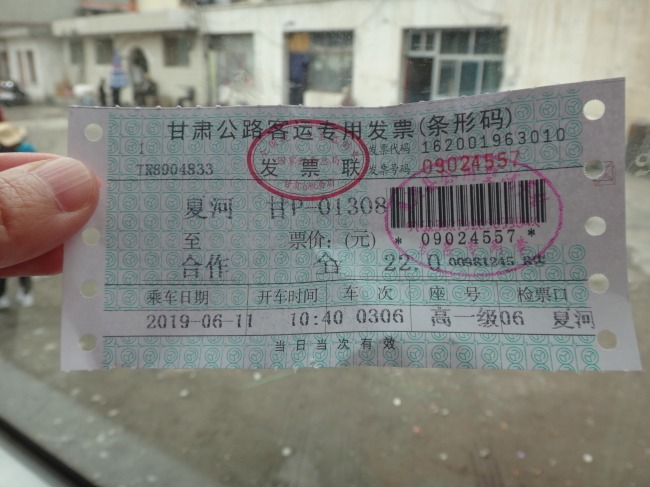 甘肃公路客运专用发票(条形码)
1
发票联
发票代码 162001963010
TR8904833
发票号码 09024557
夏河 甘P-01308
至 票价:(元)
* 09024557 *
合作 全 22.0 00981245
乘车日期 开车时间 车次 座号 检票口
2019-06-11 10:40 0306 高一级06 夏河
当日当次有效